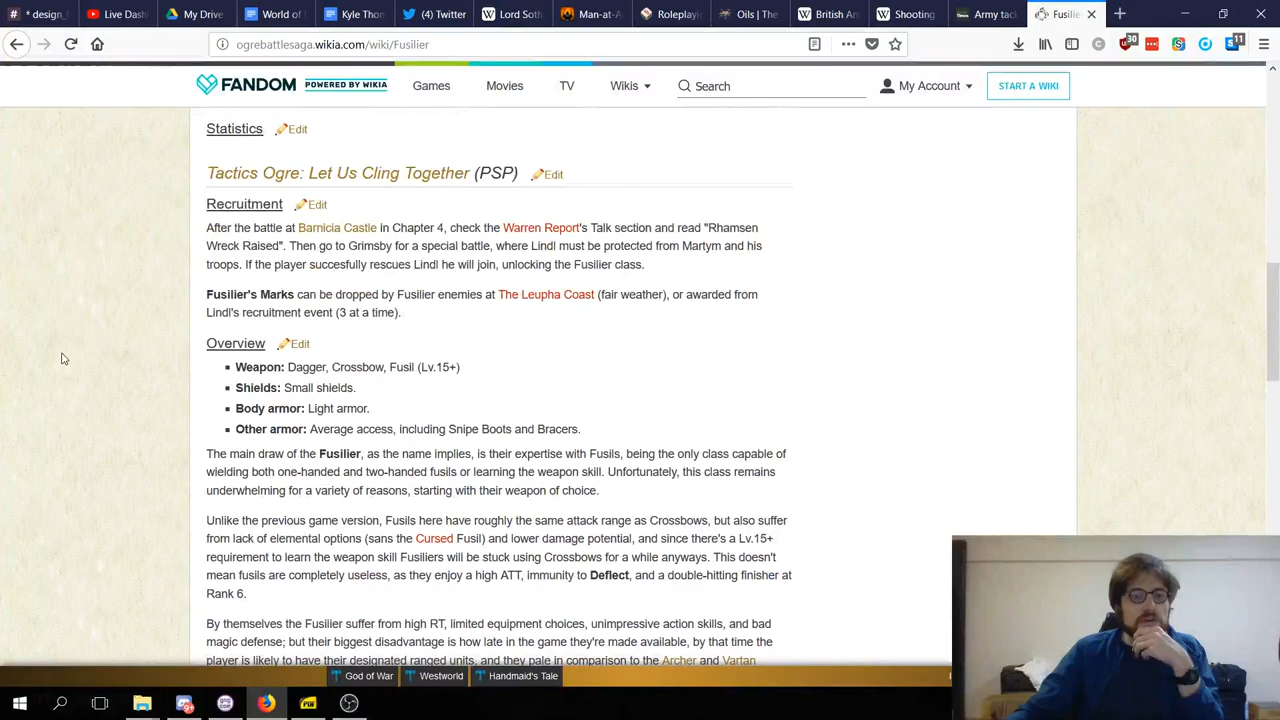 * design_
Live Dash
My Drive
World of
Kyle Thom
(4) Twitter
Lord Soth
Man-at-A
Roleplayi
Oils | The
British Arm
Shooting
Army tack
Fusilie
ogrebattlesaga.wikia.com/wiki/Fusilier
30
11
FANDOM POWERED BY WIKIA Games Movies TV Wikis Search My Account START A WIKI
Statistics Edit
Tactics Ogre: Let Us Cling Together (PSP) Edit
Recruitment Edit
After the battle at Barnicia Castle in Chapter 4, check the Warren Report's Talk section and read "Rhamsen
Wreck Raised". Then go to Grimsby for a special battle, where Lindl must be protected from Martym and his
troops. If the player succesfully rescues Lindl he will join, unlocking the Fusilier class.
Fusilier's Marks can be dropped by Fusilier enemies at The Leupha Coast (fair weather), or awarded from
Lindl's recruitment event (3 at a time).
Overview Edit
Weapon: Dagger, Crossbow, Fusil (Lv.15+)
Shields: Small shields.
Body armor: Light armor.
Other armor: Average access, including Snipe Boots and Bracers.
The main draw of the Fusilier, as the name implies, is their expertise with Fusils, being the only class capable of
wielding both one-handed and two-handed fusils or learning the weapon skill. Unfortunately, this class remains
underwhelming for a variety of reasons, starting with their weapon of choice.
Unlike the previous game version, Fusils here have roughly the same attack range as Crossbows, but also suffer
from lack of elemental options (sans the Cursed Fusil) and lower damage potential, and since there's a Lv.15+
requirement to learn the weapon skill Fusiliers will be stuck using Crossbows for a while anyways. This doesn't
mean fusils are completely useless, as they enjoy a high ATT, immunity to Deflect, and a double-hitting finisher at
Rank 6.
By themselves the Fusilier suffer from high RT, limited equipment choices, unimpressive action skills, and bad
magic defense; but their biggest disadvantage is how late in the game they're made available, by that time the
player is likely to have their designated ranged units, and they pale in comparison to the Archer and Vartan
God of War Westworld Handmaid's Tale